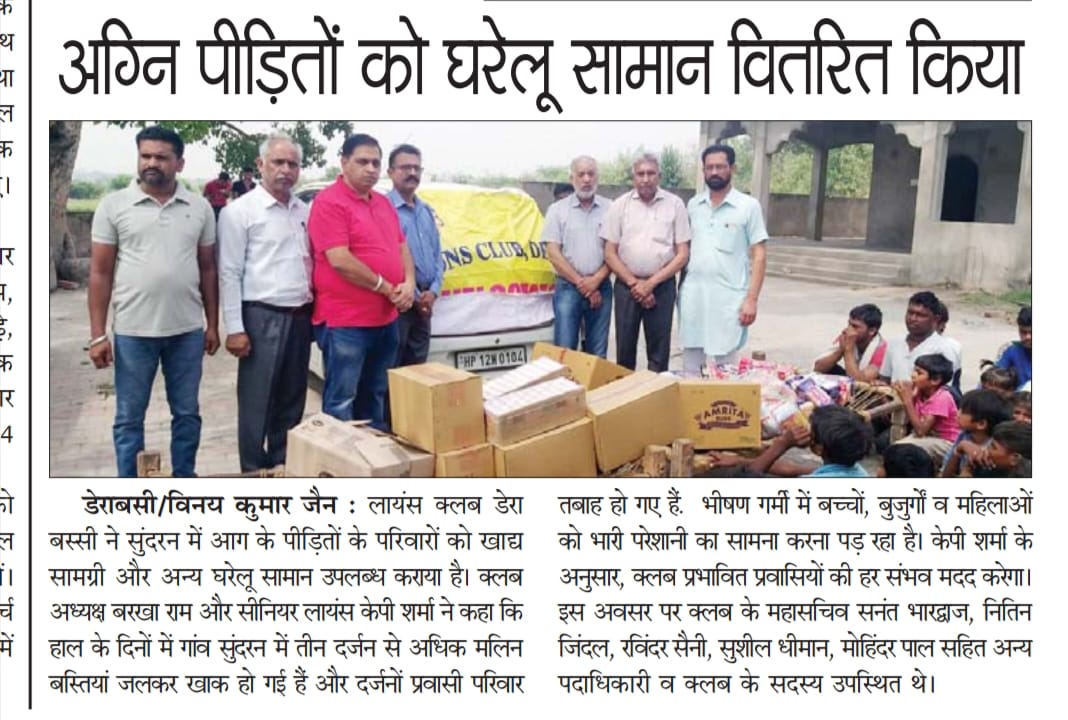 अग्नि पीड़ितों को घरेलू सामान वितरित किया
NS CLUB, DE
HP 12M 0104
AMRITA
डेराबसी/विनय कुमार जैन : लायंस क्लब डेरा
बस्सी ने सुंदरन में आग के पीड़ितों के परिवारों को खाद्य
सामग्री और अन्य घरेलू सामान उपलब्ध कराया है। क्लब
अध्यक्ष बरखा राम और सीनियर लायंस केपी शर्मा ने कहा कि
हाल के दिनों में गांव सुंदरन में तीन दर्जन से अधिक मलिन
बस्तियां जलकर खाक हो गई हैं और दर्जनों प्रवासी परिवार
तबाह हो गए हैं. भीषण गर्मी में बच्चों, बुजुर्गों व महिलाओं
को भारी परेशानी का सामना करना पड़ रहा है। केपी शर्मा के
अनुसार, क्लब प्रभावित प्रवासियों की हर संभव मदद करेगा।
इस अवसर पर क्लब के महासचिव सनंत भारद्वाज, नितिन
जिंदल, रविंदर सैनी, सुशील धीमान, मोहिंदर पाल सहित अन्य
पदाधिकारी व क्लब के सदस्य उपस्थित थे।